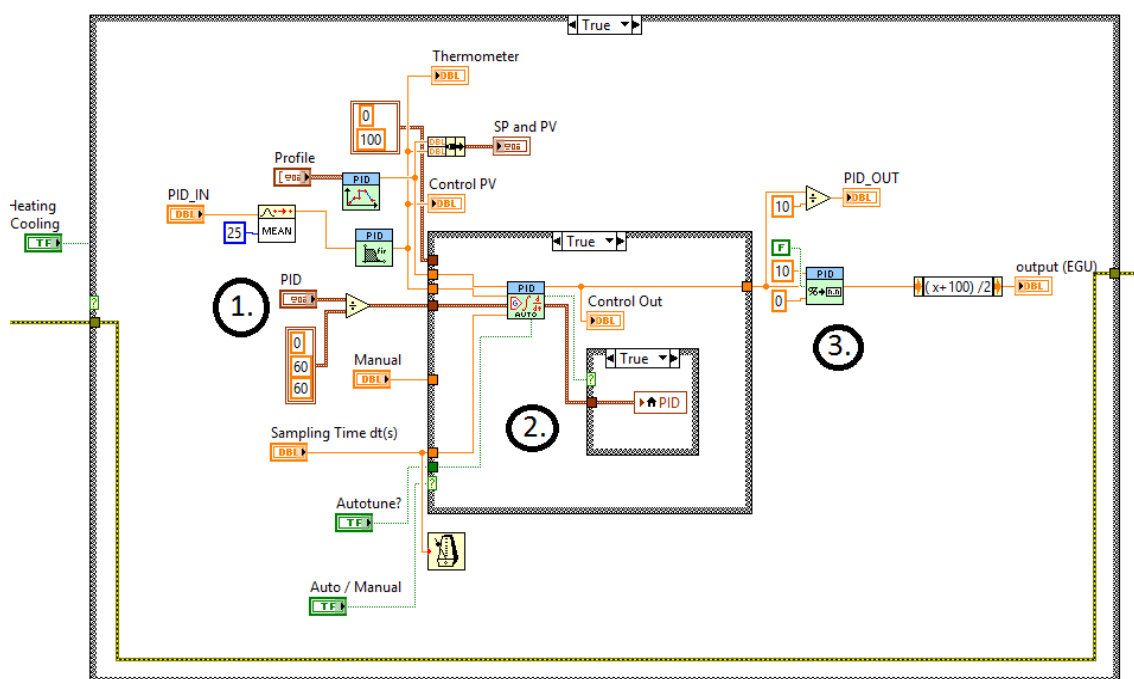 True
Thermometer
DBL
0
100
SP and PV
DBL
DBL
Profile
PID
Control PV
DBL
PID_IN
DBL
25
MEAN
PID
fir
Heating
Cooling
TF
?
True
PID
1.
0
60
60
PID
AUTO
Control Out
DBL
Manual
DBL
True
?
PID
2.
Sampling Time dt(s)
DBL
?
Autotune?
TF
Auto / Manual
TF
10
PID_OUT
DBL
F
10
0
PID
%
n.n
(x+100) /2
output (EGU)
DBL
3.